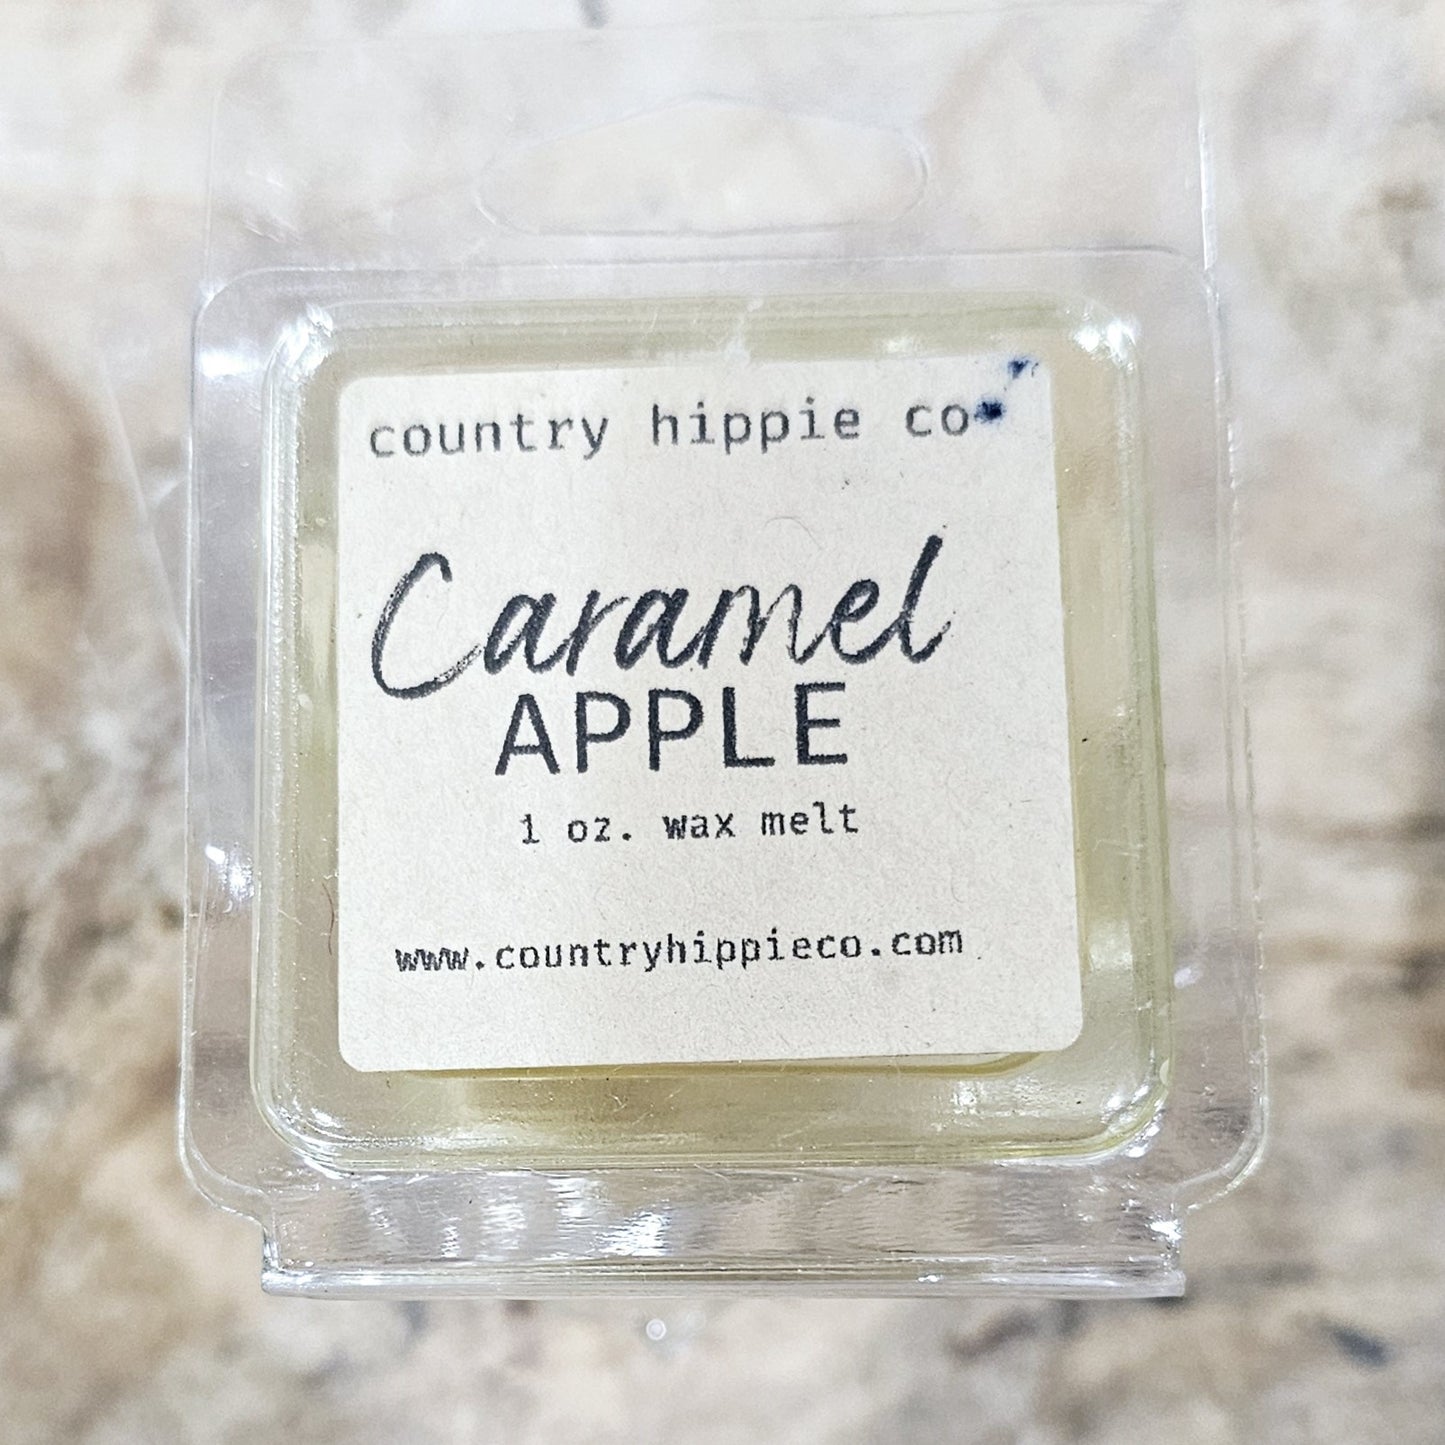 country hippie co
Caramel
APPLE
1 oz. wax melt
www.countryhippieco.com